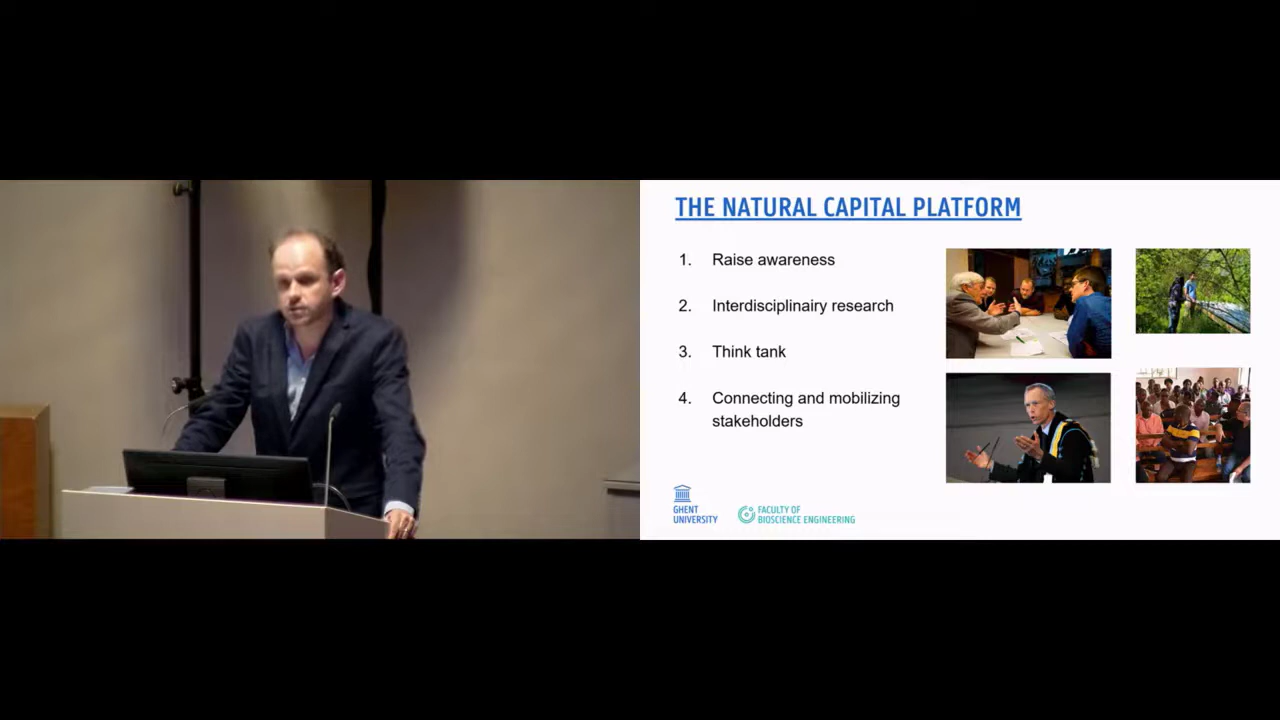 THE NATURAL CAPITAL PLATFORM
1. Raise awareness
2. Interdisciplinairy research
3. Think tank
4. Connecting and mobilizing
stakeholders
GHENT
UNIVERSITY
FACULTY OF
BIOSCIENCE ENGINEERING